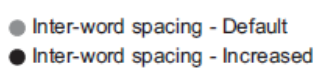 Inter-word spacing - Default
Inter-word spacing - Increased